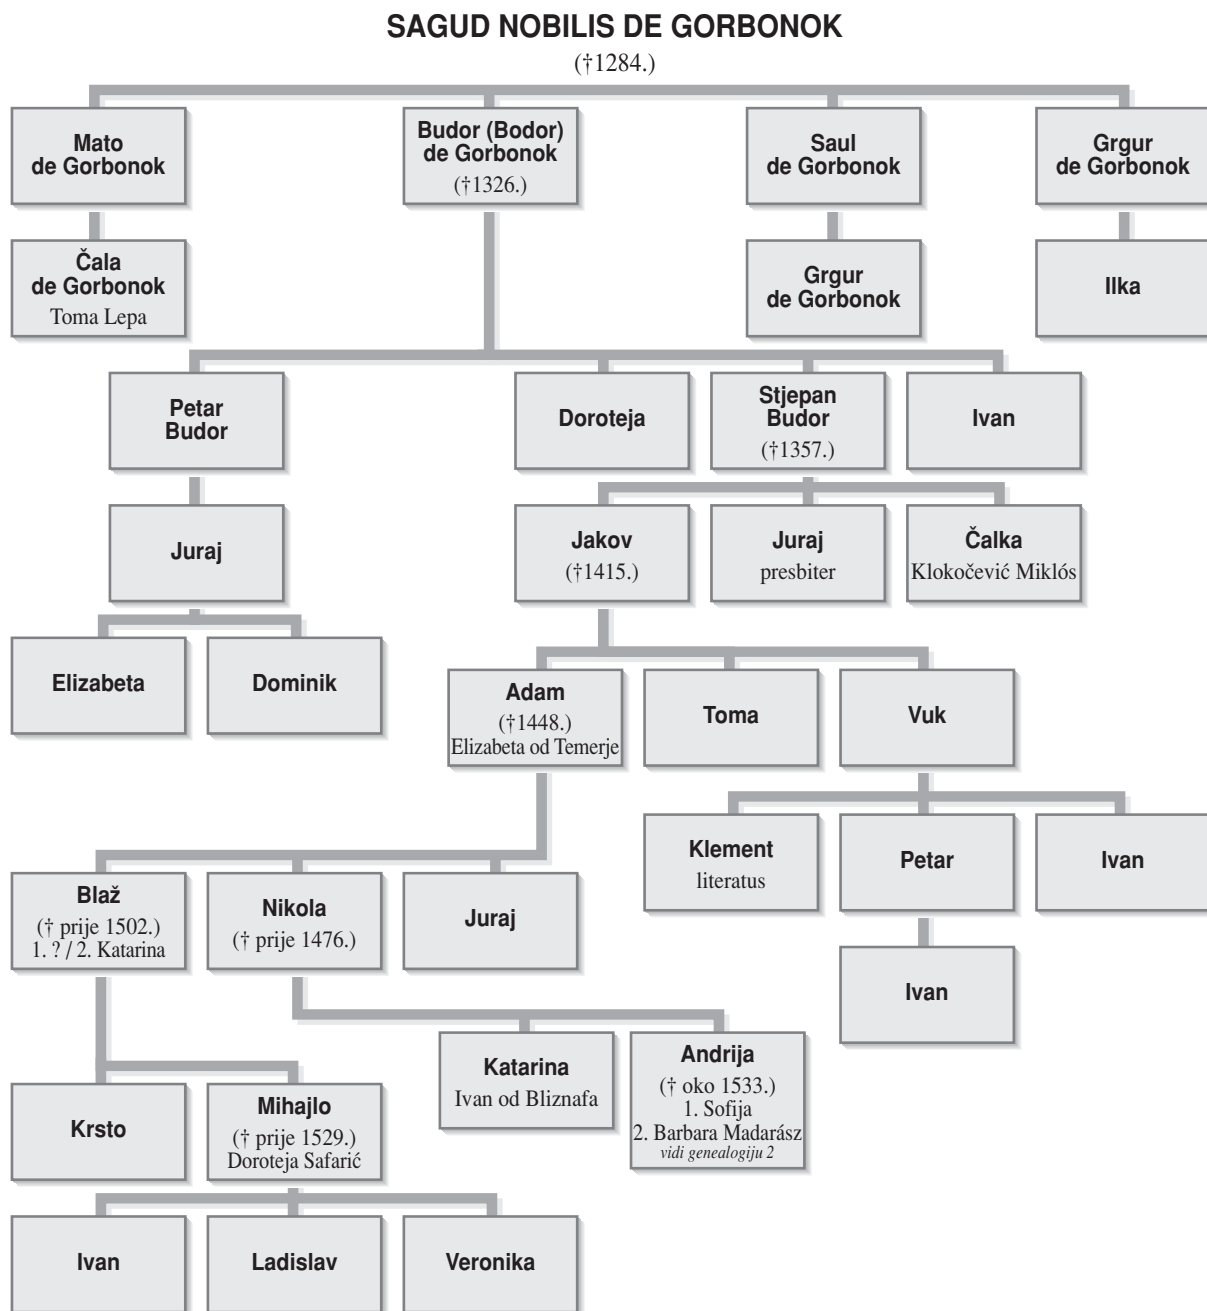 SAGUD NOBILIS DE GORBONOK
(†1284.)
Mato
de Gorbonok
Budor (Bodor)
de Gorbonok
(†1326.)
Saul
de Gorbonok
Grgur
de Gorbonok
Čala
de Gorbonok
Toma Lepa
Grgur
de Gorbonok
Ilka
Petar
Budor
Doroteja
Stjepan
Budor
(†1357.)
Ivan
Juraj
Jakov
(†1415.)
Juraj
presbiter
Čalka
Klokočević Miklós
Elizabeta
Dominik
Adam
(†1448.)
Elizabeta od Temerje
Toma
Vuk
Klement
literatus
Petar
Ivan
Blaž
(† prije 1502.)
1. ? / 2. Katarina
Nikola
(† prije 1476.)
Juraj
Ivan
Katarina
Ivan od Bliznafa
Andrija
(† oko 1533.)
1. Sofija
2. Barbara Madarász
vidi genealogiju 2
Krsto
Mihajlo
(† prije 1529.)
Doroteja Safarić
Ivan
Ladislav
Veronika